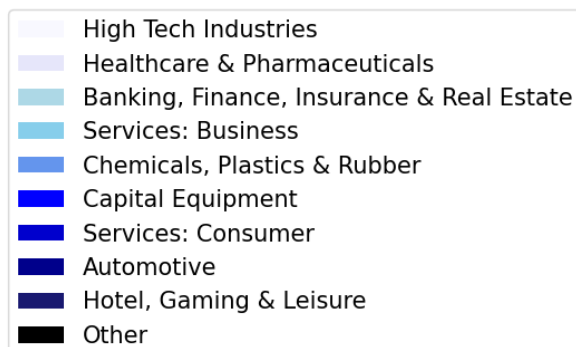 High Tech Industries
Healthcare & Pharmaceuticals
Banking, Finance, Insurance & Real Estate
Services: Business
Chemicals, Plastics & Rubber
Capital Equipment
Services: Consumer
Automotive
Hotel, Gaming & Leisure
Other